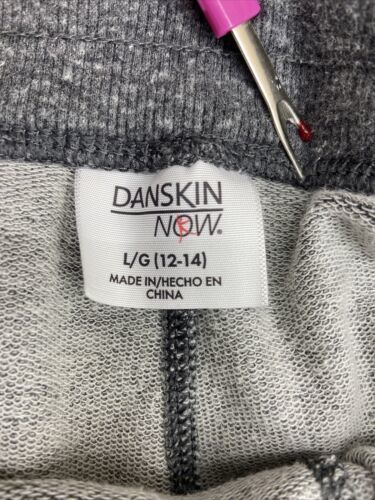 DANSKIN
NOW®
L/G (12-14)
MADE IN/HECHO EN
CHINA